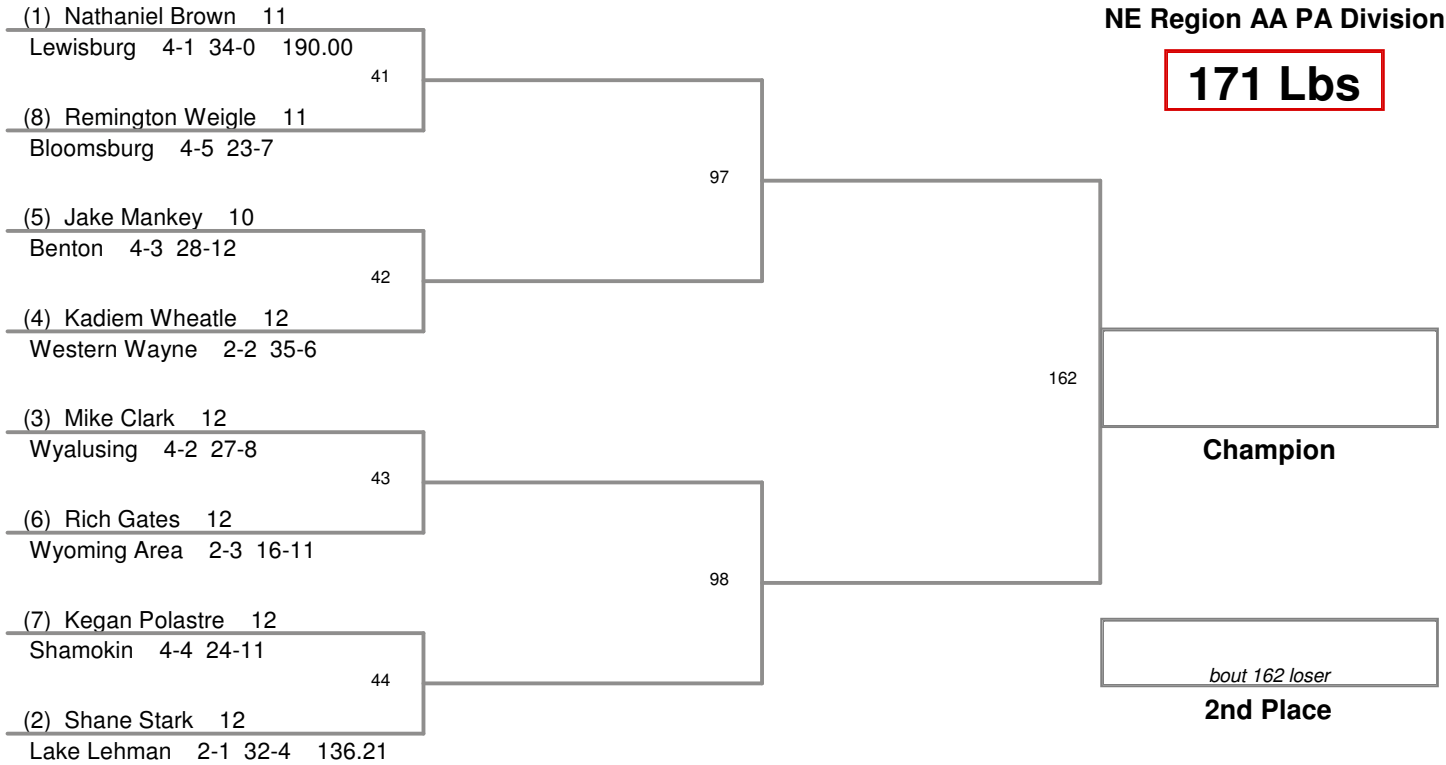 (1) Nathaniel Brown 11
NE Region AA PA Division
Lewisburg 4-1 34-0 190.00
171 Lbs
41
(8) Remington Weigle 11
Bloomsburg 4-5 23-7
97
(5) Jake Mankey 10
Benton 4-3 28-12
42
(4) Kadiem Wheatle 12
Western Wayne 2-2 35-6
162
(3) Mike Clark 12
Wyalusing 4-2 27-8
Champion
43
(6) Rich Gates 12
Wyoming Area 2-3 16-11
98
(7) Kegan Polastre 12
Shamokin 4-4 24-11
bout 162 loser
44
2nd Place
(2) Shane Stark 12
Lake Lehman 2-1 32-4 136.21